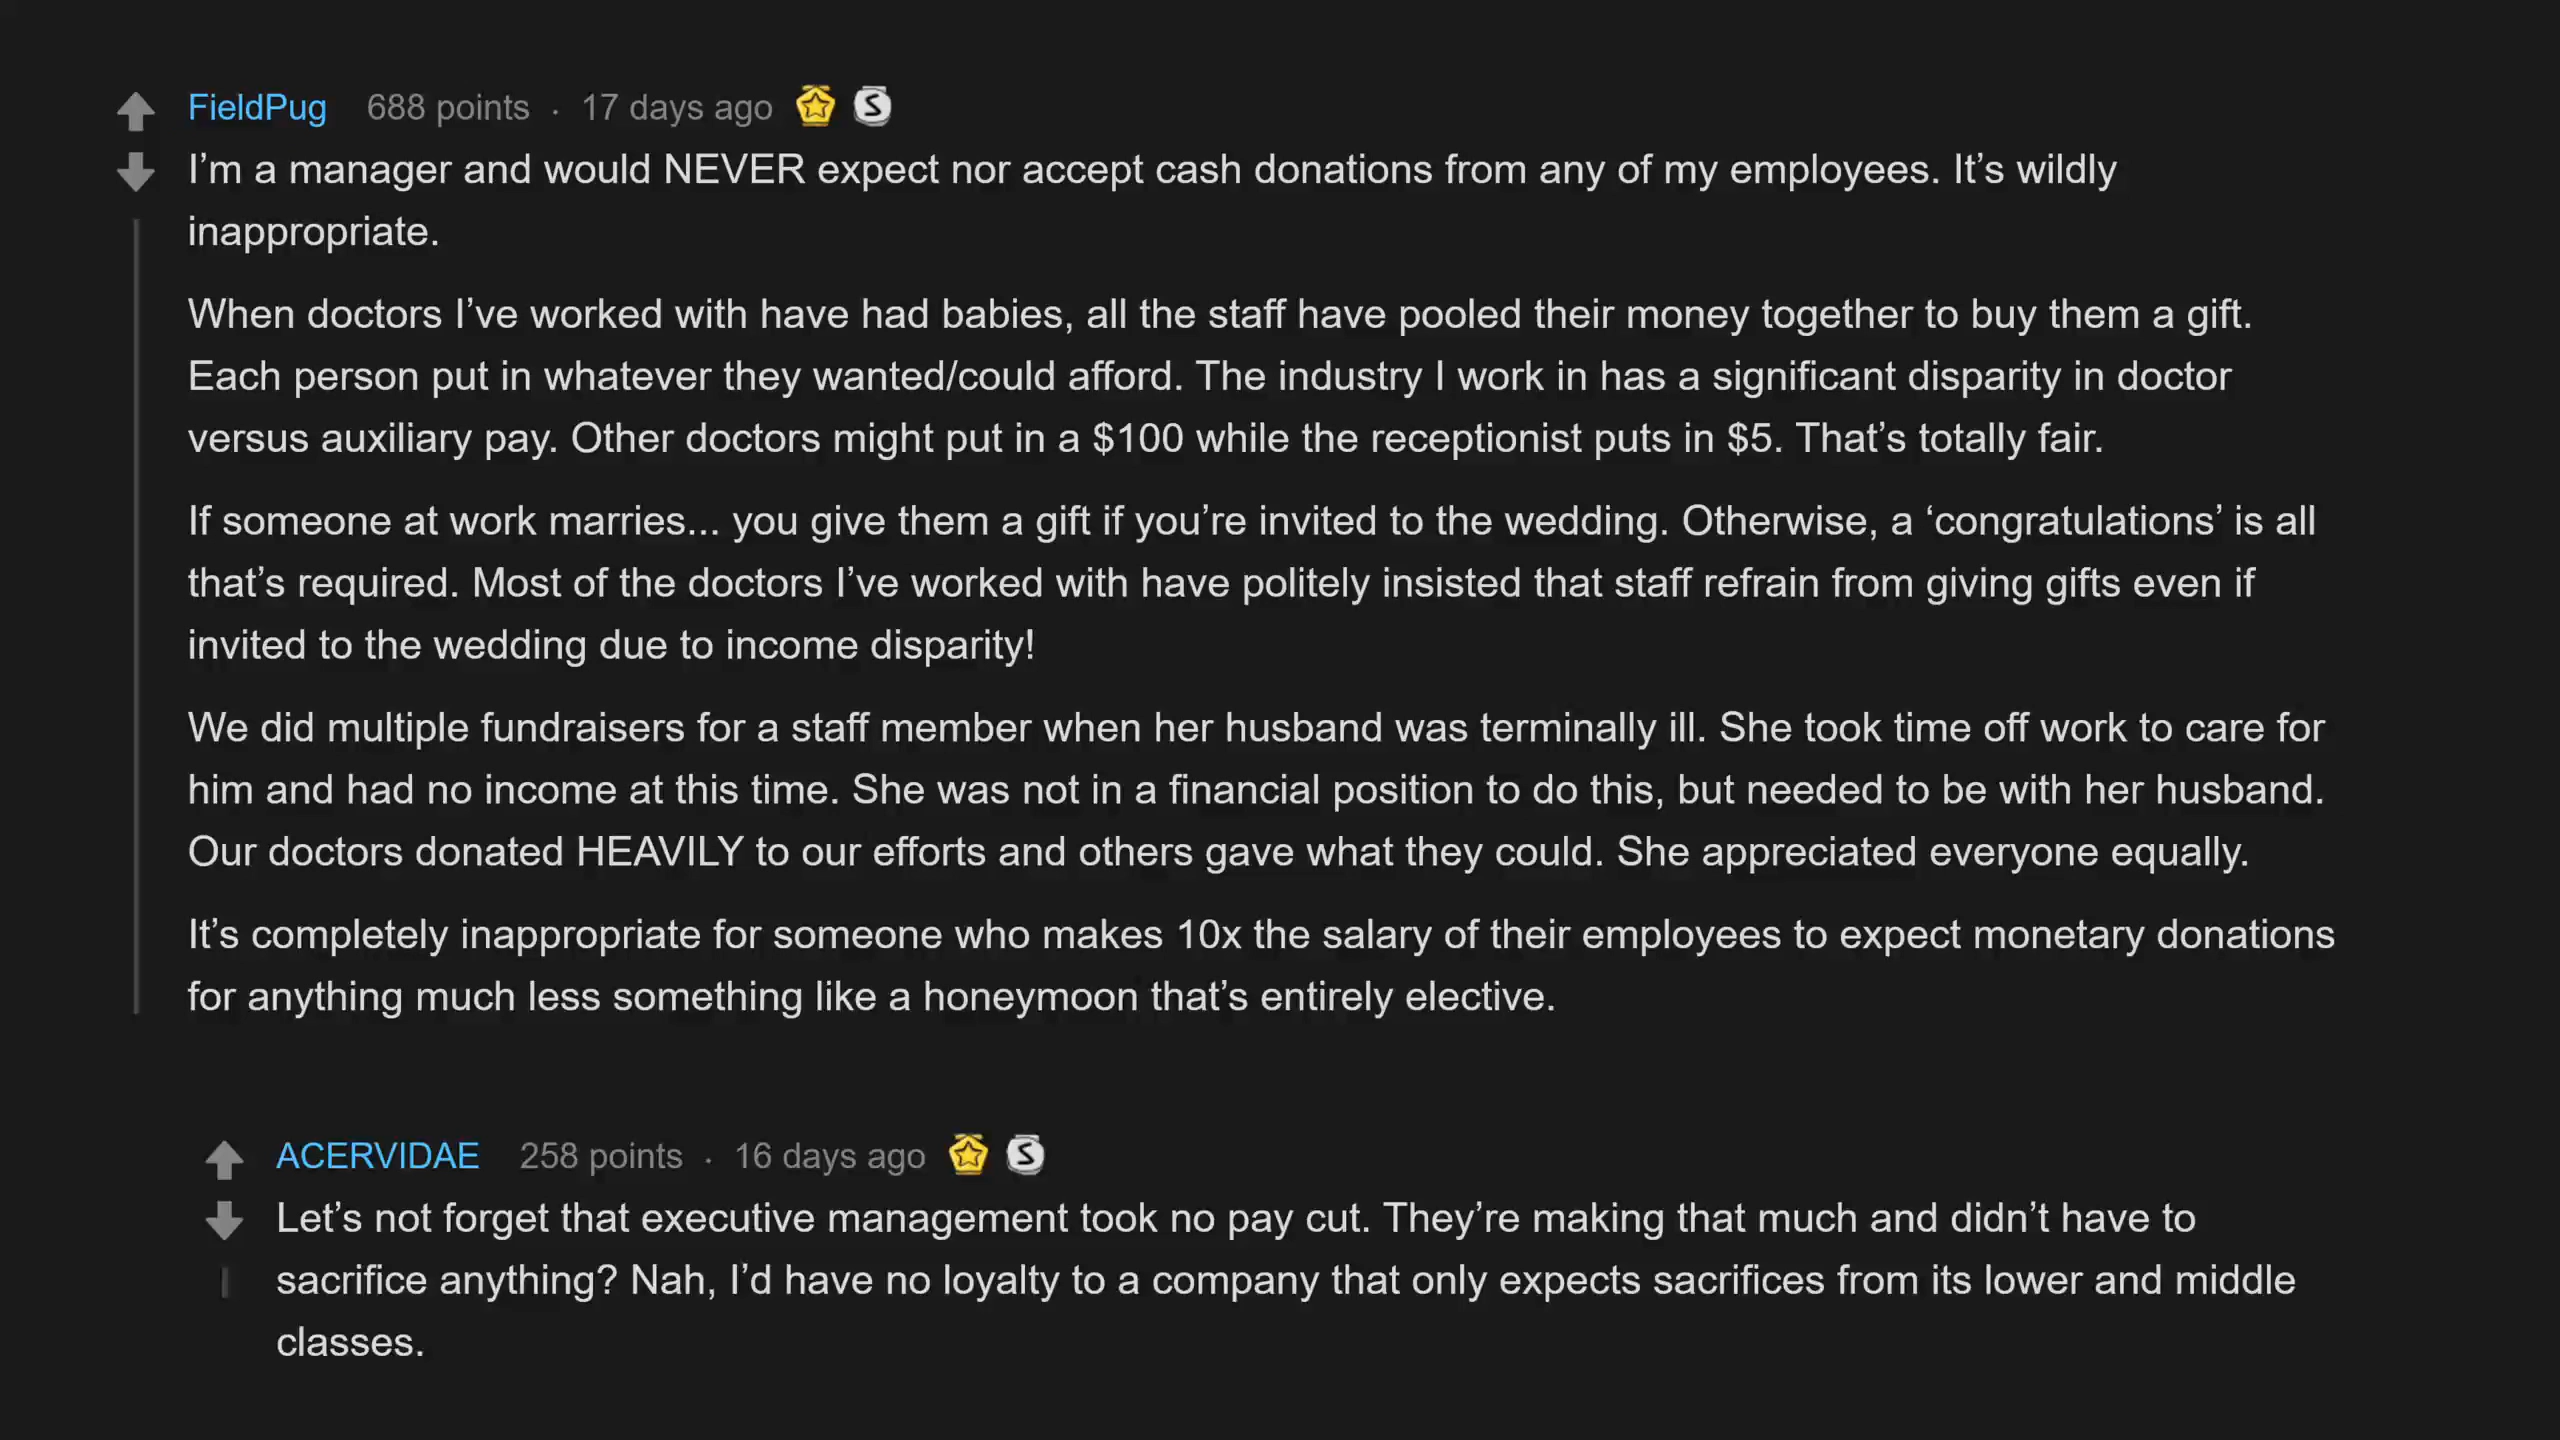 FieldPug 688 points · 17 days ago
I’m a manager and would NEVER expect nor accept cash donations from any of my employees. It’s wildly
inappropriate.
When doctors I’ve worked with have had babies, all the staff have pooled their money together to buy them a gift.
Each person put in whatever they wanted/could afford. The industry I work in has a significant disparity in doctor
versus auxiliary pay. Other doctors might put in a $100 while the receptionist puts in $5. That’s totally fair.
If someone at work marries... you give them a gift if you’re invited to the wedding. Otherwise, a ‘congratulations’ is all
that’s required. Most of the doctors I’ve worked with have politely insisted that staff refrain from giving gifts even if
invited to the wedding due to income disparity!
We did multiple fundraisers for a staff member when her husband was terminally ill. She took time off work to care for
him and had no income at this time. She was not in a financial position to do this, but needed to be with her husband.
Our doctors donated HEAVILY to our efforts and others gave what they could. She appreciated everyone equally.
It’s completely inappropriate for someone who makes 10x the salary of their employees to expect monetary donations
for anything much less something like a honeymoon that’s entirely elective.
ACERVIDAE 258 points · 16 days ago
Let’s not forget that executive management took no pay cut. They’re making that much and didn’t have to
sacrifice anything? Nah, I’d have no loyalty to a company that only expects sacrifices from its lower and middle
classes.